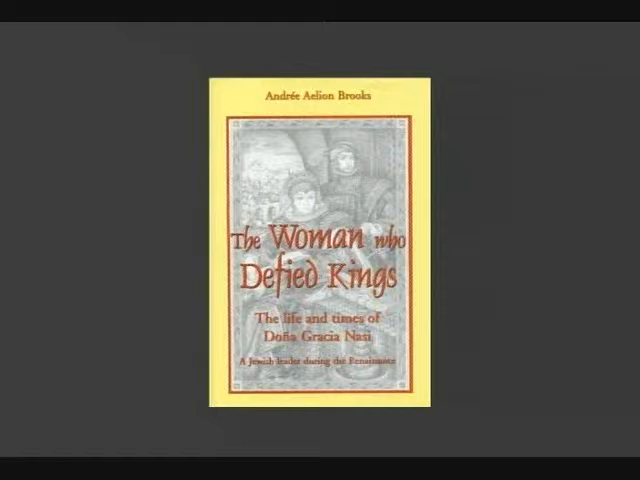 Andrée Aelion Brooks
The Woman who
Defied Kings
The life and times of
Doña Gracia Nasi
A Jewish leader during the Renaissance